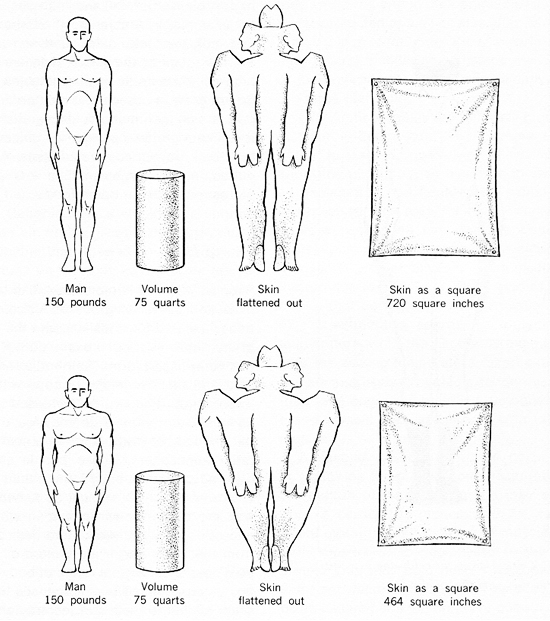 Man
150 pounds
Volume
75 quarts
Skin
flattened out
Skin as a square
720 square inches
Man
150 pounds
Volume
75 quarts
Skin
flattened out
Skin as a square
464 square inches